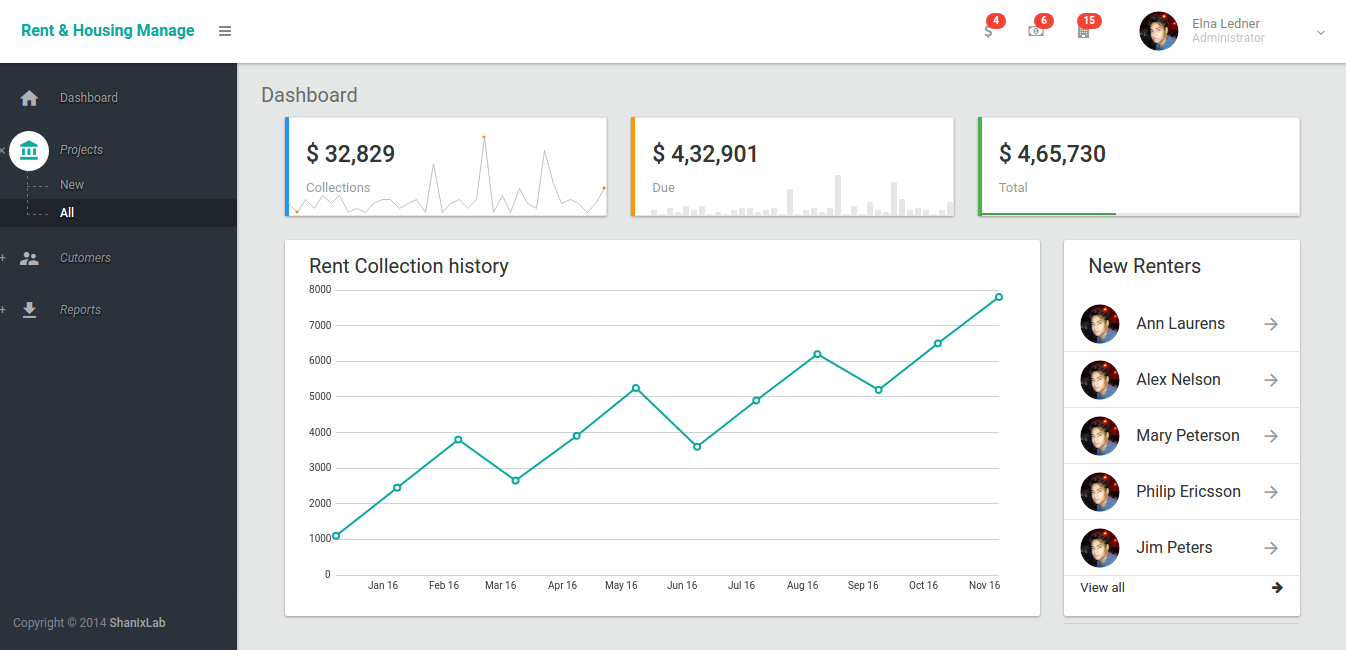 Rent & Housing Manage
4
6
15
Elna Ledner
Administrator
Dashboard
Projects
New
All
Cutomers
Reports
Copyright © 2014 ShanixLab
Dashboard
$ 32,829
Collections
$ 4,32,901
Due
$ 4,65,730
Total
Rent Collection history
8000
7000
6000
5000
4000
3000
2000
1000
0
Jan 16 Feb 16 Mar 16 Apr 16 May 16 Jun 16 Jul 16 Aug 16 Sep 16 Oct 16 Nov 16
New Renters
Ann Laurens
Alex Nelson
Mary Peterson
Philip Ericsson
Jim Peters
View all